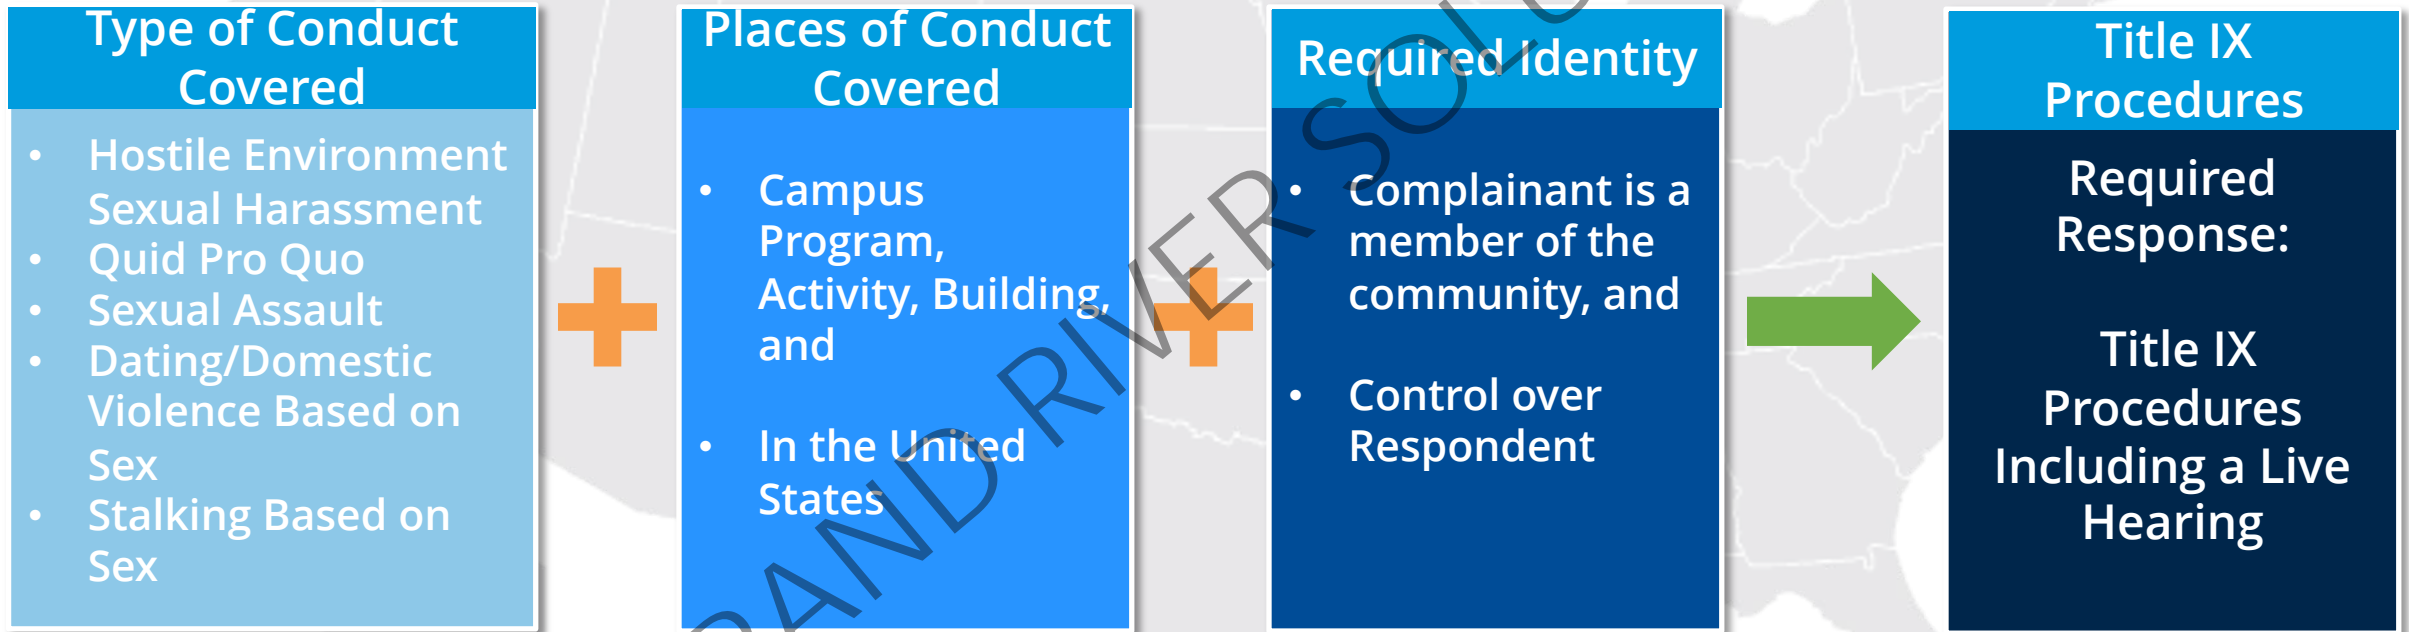 Type of Conduct
Covered
• Hostile Environment
Sexual Harassment
• Quid Pro Quo
• Sexual Assault
• Dating/Domestic
Violence Based on
Sex
• Stalking Based on
Sex
Places of Conduct
Covered
• Campus
Program,
Activity, Building,
and
• In the United
States
Required Identity
• Complainant is a
member of the
community, and
• Control over
Respondent
Title IX
Procedures
Required
Response:
Title IX
Procedures
Including a Live
Hearing
RAND RIVER SOLU